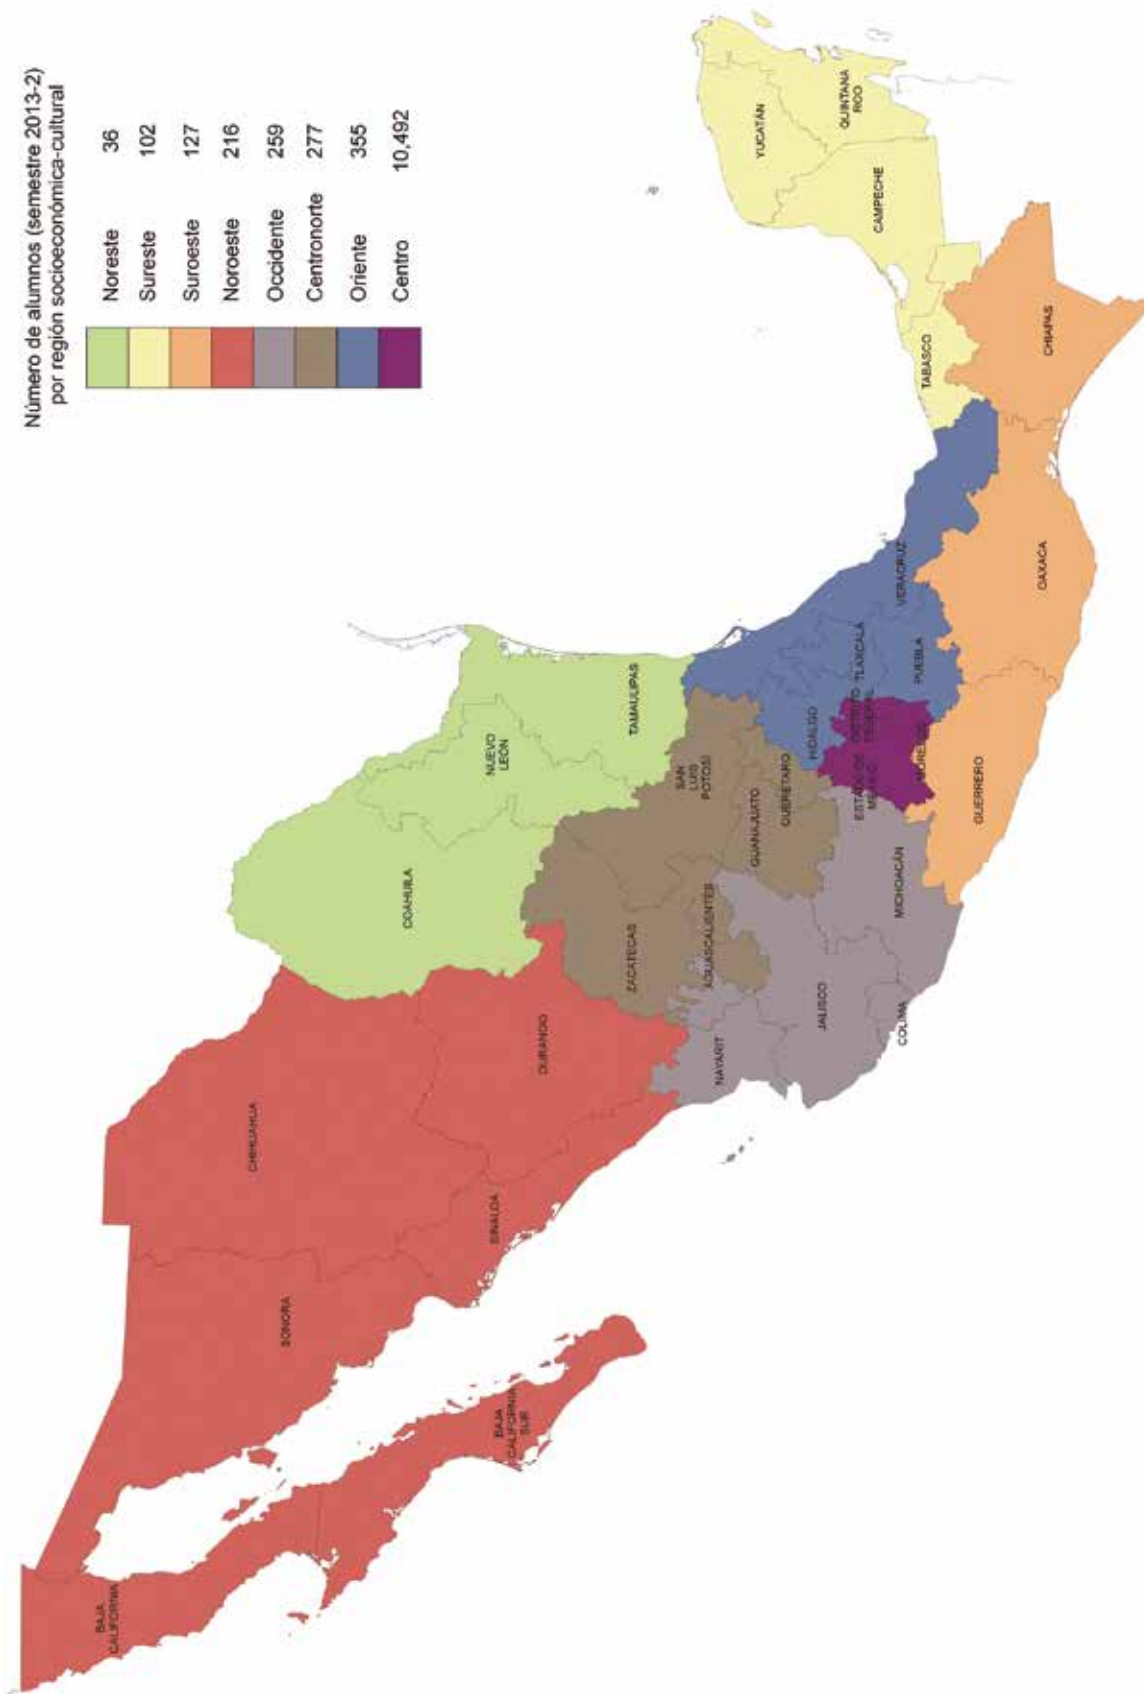 Número de alumnos (semestre 2013-2)
por región socioeconómica-cultural
Noreste 36
Sureste 102
Suroeste 127
Noroeste 216
Occidente 259
Centronorte 277
Oriente 355
Centro 10,492
BAJA
CALIFORNIA
BAJA
CALIFORNIA
SUR
SONORA
CHIHUAHUA
SINALOA
DURANGO
COAHUILA
NUEVO
LEÓN
TAMAULIPAS
ZACATECAS
SAN
LUIS
POTOSÍ
AGUASCALIENTES
GUANAJUATO
QUERÉTARO
NAYARIT
JALISCO
COLIMA
MICHOACÁN
HIDALGO
ESTADO DE
MÉXICO
DISTRITO
FEDERAL
TLAXCALA
MORELOS
PUEBLA
VERACRUZ
GUERRERO
OAXACA
CHIAPAS
TABASCO
CAMPECHE
YUCATÁN
QUINTANA
ROO